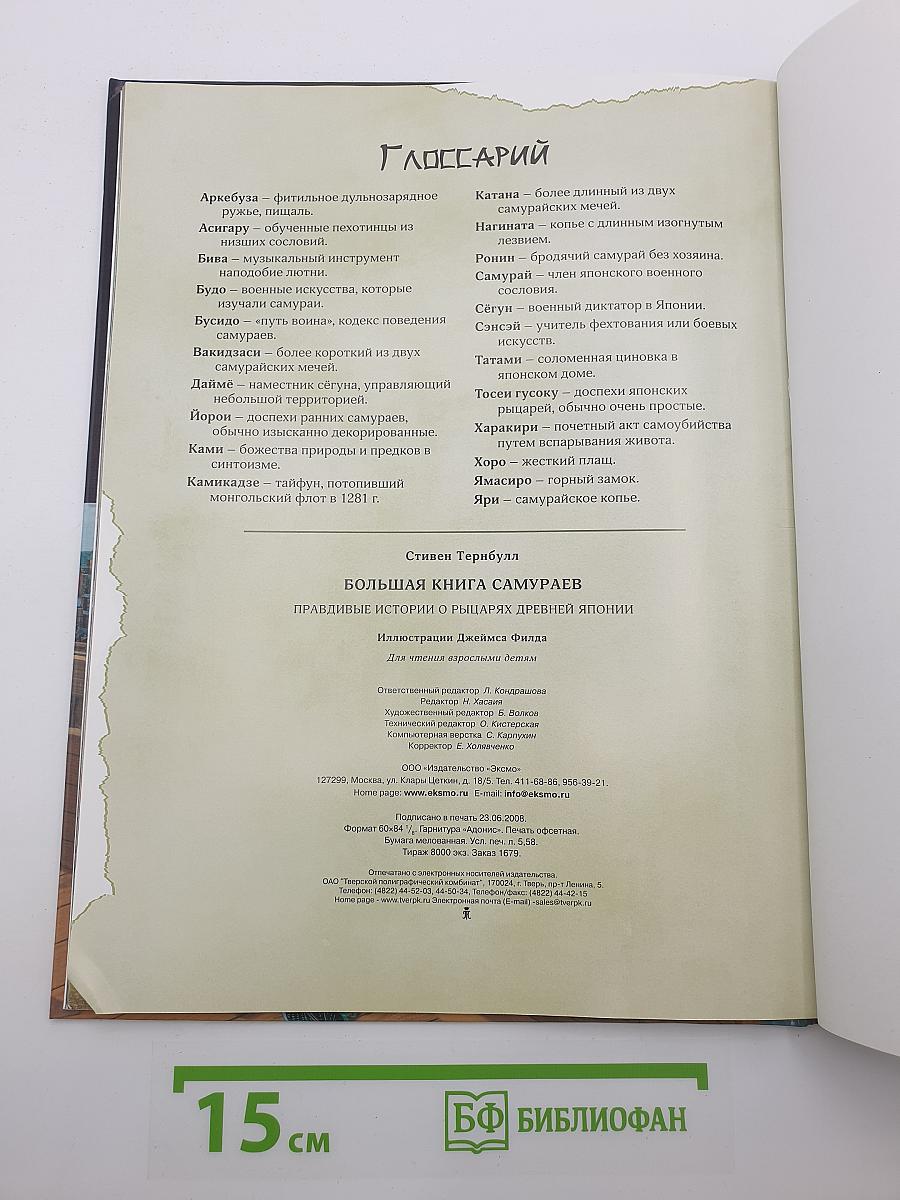 Глоссарий
Аркебуза – фитильное дульнозарядное
ружье, пищаль.
Асигару – обученные пехотинцы из
низших сословий.
Бива – музыкальный инструмент
наподобие лютни.
Будо – военные искусства, которые
изучали самураи.
Бусидо – «путь воина», кодекс поведения
самураев.
Вакидзаси – более короткий из двух
самурайских мечей.
Даймё – наместник сёгуна, управляющий
небольшой территорией.
Йорои – доспехи ранних самураев,
обычно изысканно декорированные.
Ками – божества природы и предков в
синтоизме.
Камикадзе – тайфун, потопивший
монгольский флот в 1281 г.
Катана – более длинный из двух
самурайских мечей.
Нагината – копье с длинным изогнутым
лезвием.
Ронин – бродячий самурай без хозяина.
Самурай – член японского военного
сословия.
Сёгун – военный диктатор в Японии.
Сэнсэй – учитель фехтования или боевых
искусств.
Татами – соломенная циновка в
японском доме.
Тосеи гусоку – доспехи японских
рыцарей, обычно очень простые.
Харакири – почетный акт самоубийства
путем вспарывания живота.
Хоро – жесткий плащ.
Ямасиро – горный замок.
Яри – самурайское копье.
Стивен Тернбулл
БОЛЬШАЯ КНИГА САМУРАЕВ
ПРАВДИВЫЕ ИСТОРИИ О РЫЦАРЯХ ДРЕВНЕЙ ЯПОНИИ
Иллюстрации Джеймса Филда
Для чтения взрослыми детям
Ответственный редактор Л. Кондрашова
Редактор Н. Хасаия
Художественный редактор Б. Волков
Технический редактор О. Кистерская
Компьютерная верстка С. Карпухин
Корректор Е. Холявченко
ООО «Издательство «Эксмо»
127299, Москва, ул. Клары Цеткин, д. 18/5. Тел. 411-68-86, 956-39-21.
Home page: www.eksmo.ru E-mail: info@eksmo.ru
Подписано в печать 23.06.2008.
Формат 60×84 1/8. Гарнитура «Адонис». Печать офсетная.
Бумага мелованная. Усл. печ. л. 5,58.
Тираж 8000 экз. Заказ 1679.
Отпечатано с электронных носителей издательства.
ОАО "Тверской полиграфический комбинат", 170024, г. Тверь, пр-т Ленина, 5.
Телефон: (4822) 44-52-03, 44-50-34, Телефон/факс: (4822) 44-42-15
Home page - www.tverpk.ru Электронная почта (E-mail) -sales@tverpk.ru
15 см
БФ БИБЛИОФАН